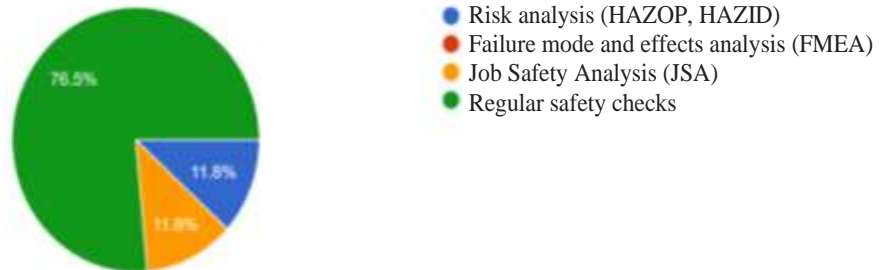 Risk analysis (HAZOP, HAZID)
Failure mode and effects analysis (FMEA)
Job Safety Analysis (JSA)
Regular safety checks
76.5%
11.8%
11.8%